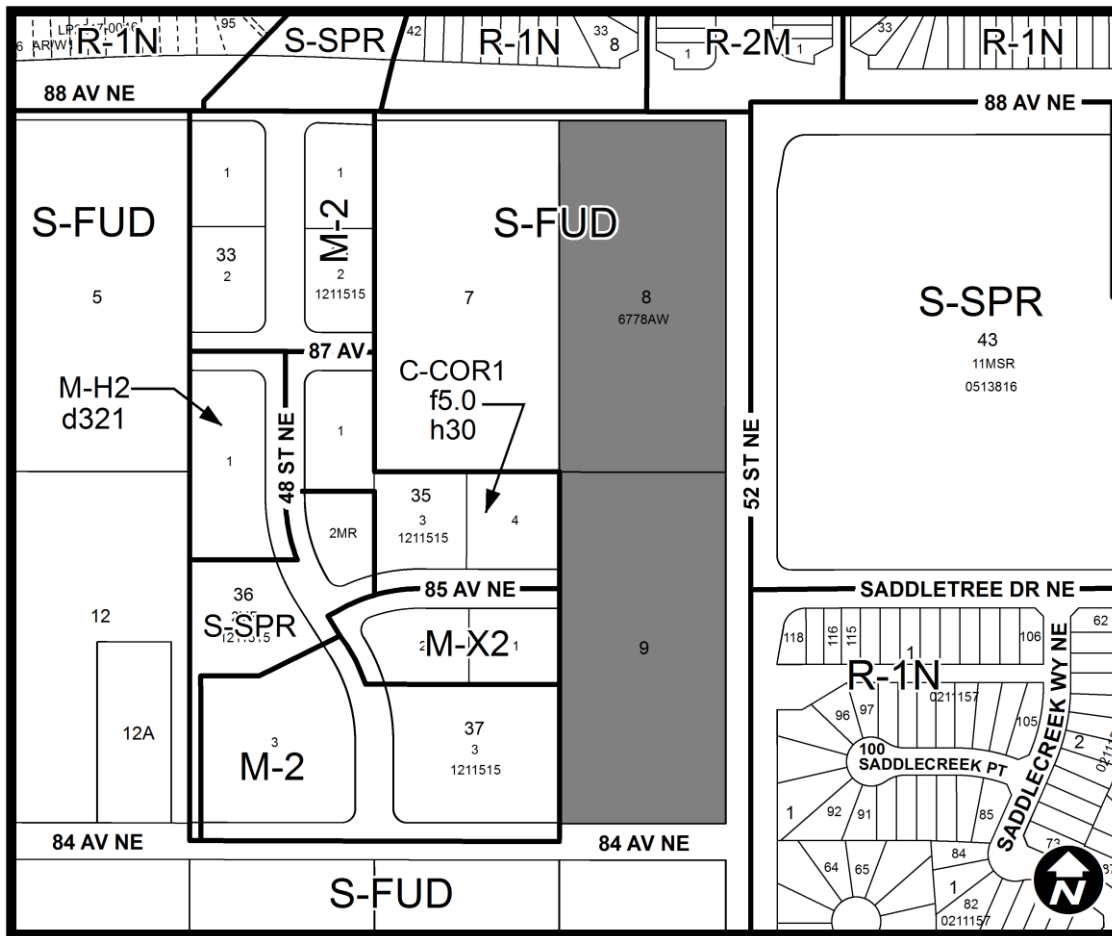 95
6 AR/W
R-1N
S-SPR
42
R-1N
33
8
R-2M
1
1
33
R-1N
88 AV NE
88 AV NE
S-FUD
5
1
1
M-2
33
2
2
1211515
S-FUD
7
8
6778AW
S-SPR
43
11MSR
0513816
87 AV
M-H2
d321
C-COR1
f5.0
h30
1
1
48 ST NE
52 ST NE
35
3
1211515
4
2MR
85 AV NE
SADDLETREE DR NE
12
36
S-SPR
M-X2
2
1
9
118
116
115
1
106
62
R-1N
0211157
12A
3
M-2
37
3
1211515
96
97
105
100
SADDLECREEK PT
SADDLECREEK WY NE
2
1
92
91
85
84 AV NE
84 AV NE
73
64
65
84
1
82
0211157
S-FUD
N